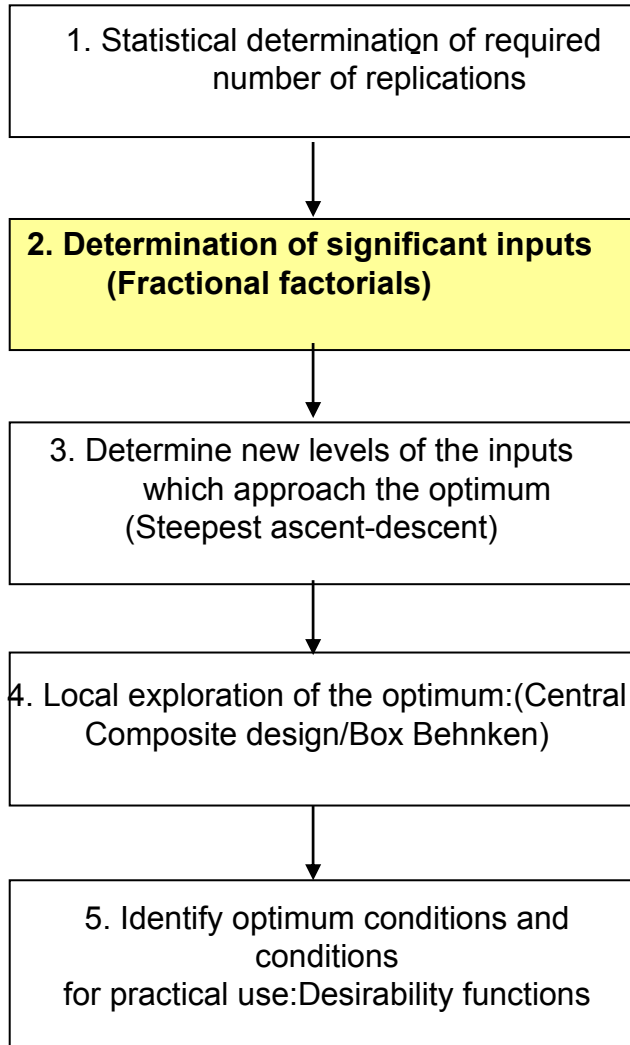 1. Statistical determination of required
number of replications
2. Determination of significant inputs
(Fractional factorials)
3. Determine new levels of the inputs
which approach the optimum
(Steepest ascent-descent)
4. Local exploration of the optimum:(Central
Composite design/Box Behnken)
5. Identify optimum conditions and
conditions
for practical use:Desirability functions